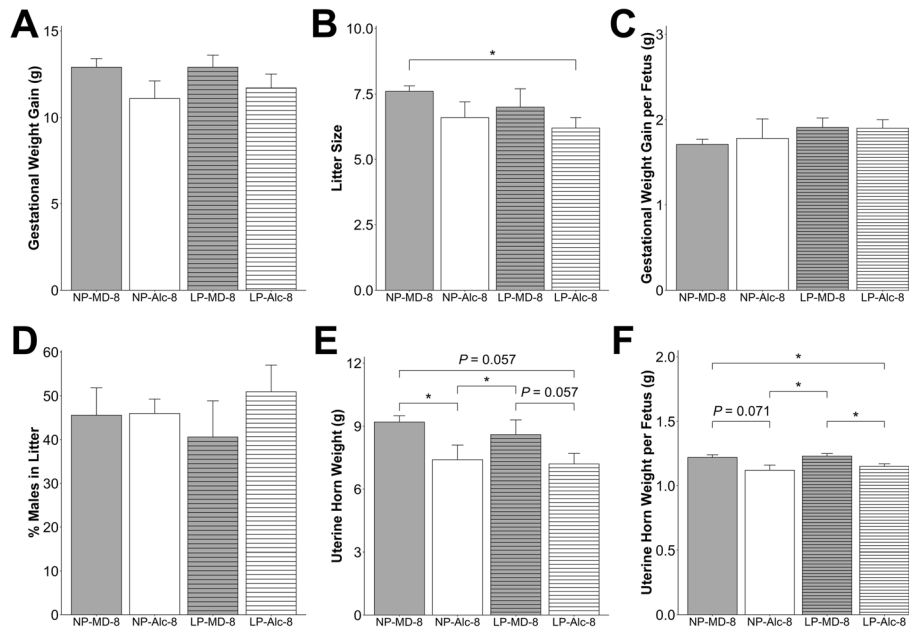 A
Gestational Weight Gain (g)
15
10
5
0
NP-MD-8 NP-Alc-8 LP-MD-8 LP-Alc-8
B
Litter Size
10.0
7.5
5.0
2.5
0.0
*
NP-MD-8 NP-Alc-8 LP-MD-8 LP-Alc-8
C
Gestational Weight Gain per Fetus (g)
3
2
1
0
NP-MD-8 NP-Alc-8 LP-MD-8 LP-Alc-8
D
% Males in Litter
60
50
40
30
20
10
0
NP-MD-8 NP-Alc-8 LP-MD-8 LP-Alc-8
E
Uterine Horn Weight (g)
12
9
6
3
0
P = 0.057
*
*
P = 0.057
NP-MD-8 NP-Alc-8 LP-MD-8 LP-Alc-8
F
Uterine Horn Weight per Fetus (g)
2.0
1.5
1.0
0.5
0.0
*
*
P = 0.071
*
NP-MD-8 NP-Alc-8 LP-MD-8 LP-Alc-8